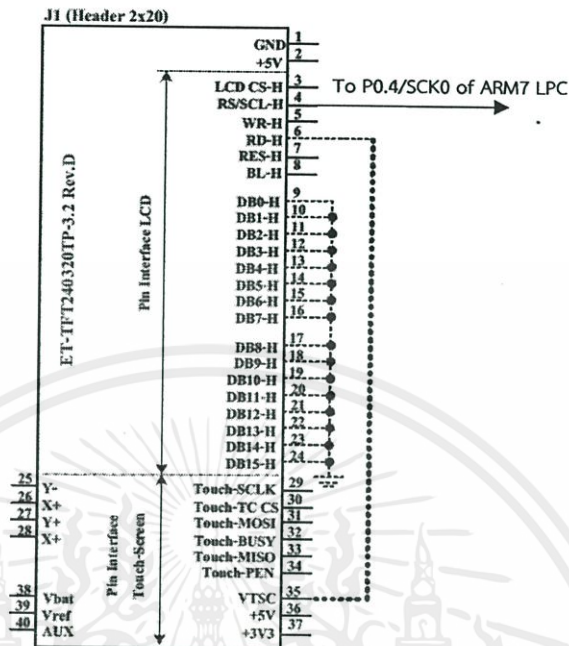 J1 (Header 2x20)
GND 1
+5V 2
LCD CS-H 3
RS/SCL-H 4
To P0.4/SCK0 of ARM7 LPC
WR-H 5
RD-H 6
RES-H 7
BL-H 8
DB0-H 9
DB1-H 10
DB2-H 11
DB3-H 12
DB4-H 13
DB5-H 14
DB6-H 15
DB7-H 16
DB8-H 17
DB9-H 18
DB10-H 19
DB11-H 20
DB12-H 21
DB13-H 22
DB14-H 23
DB15-H 24
ET-TFT240320TP-3.2 Rev.D
Pin Interface LCD
25 Y-
26 X+
27 Y+
28 X+
Touch-SCLK 29
Touch-TC CS 30
Touch-MOSI 31
Touch-BUSY 32
Touch-MISO 33
Touch-PEN 34
Pin Interface
Touch-Screen
38 Vbat
39 Vref
40 AUX
VTSC 35
+5V 36
+3V3 37